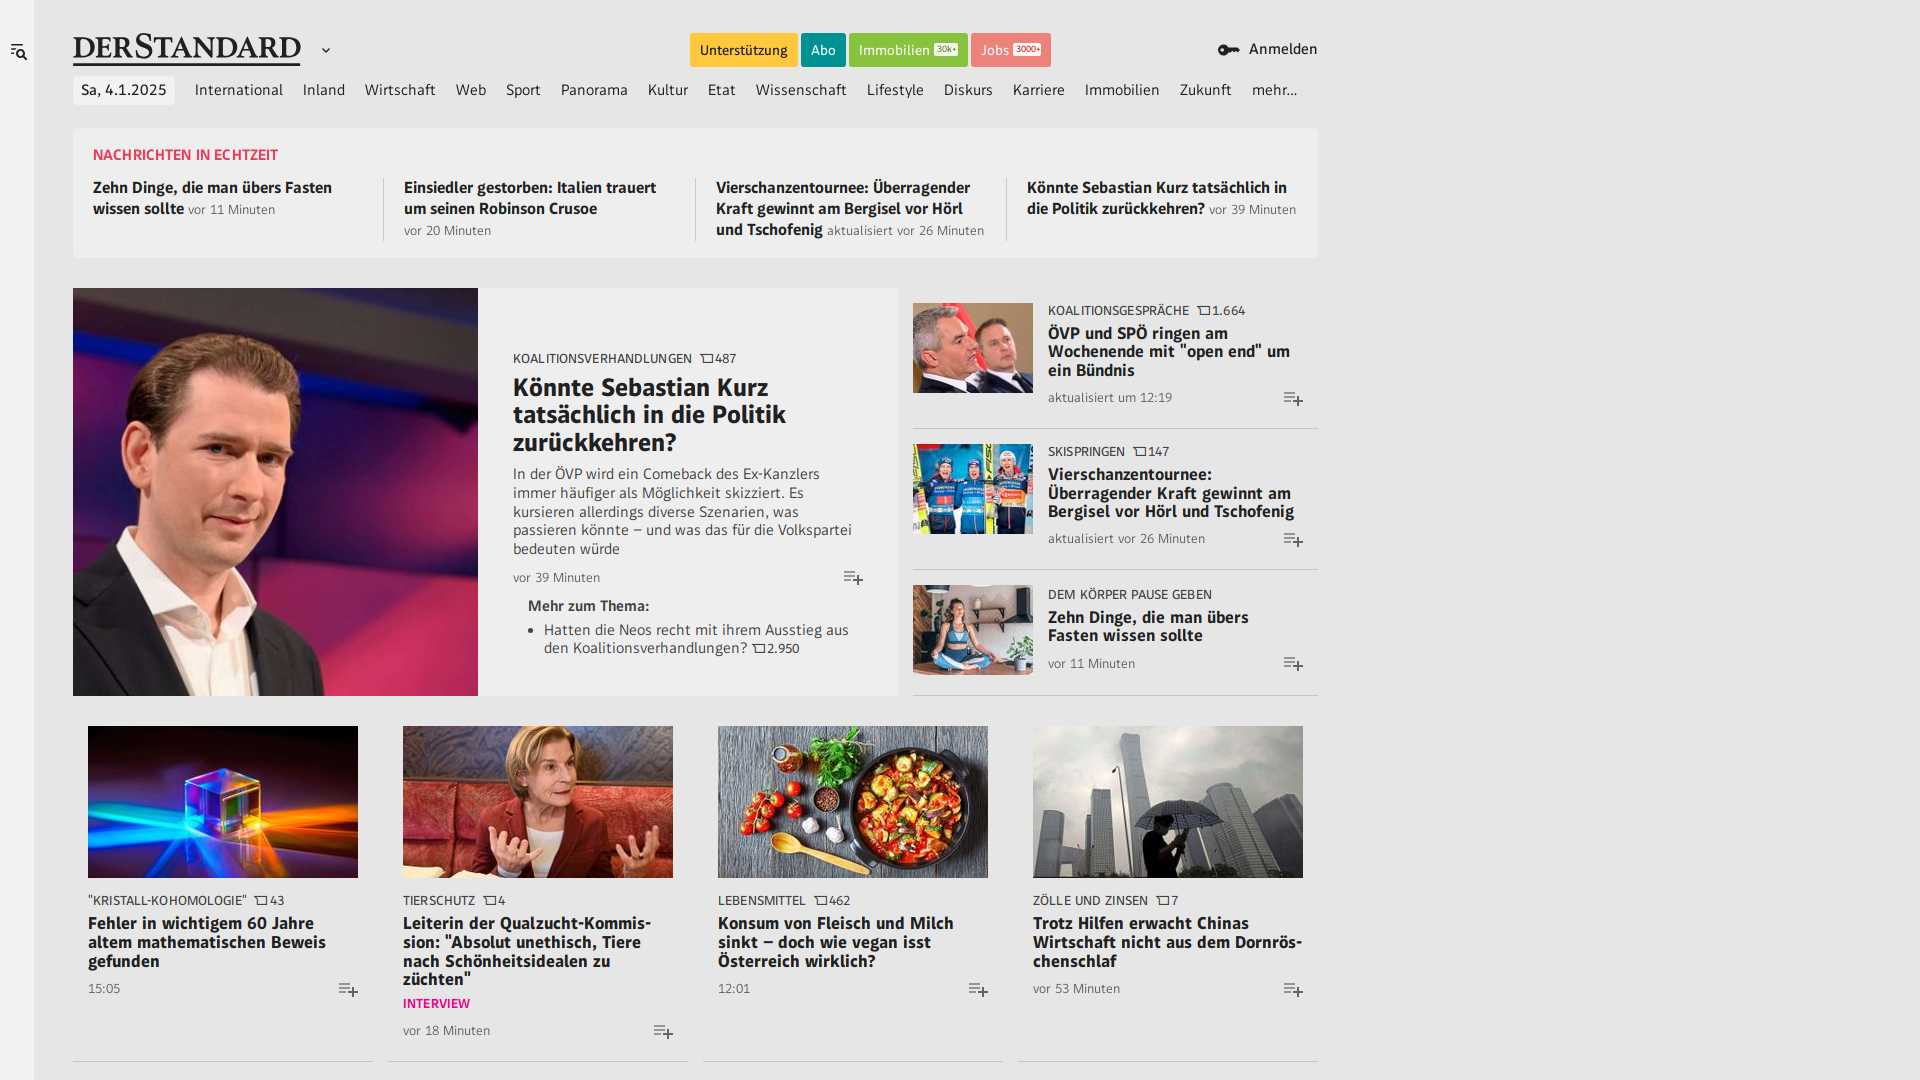 DERSTANDARD
Unterstützung
Abo
Immobilien 30k+
Jobs 3000+
Anmelden
Sa, 4.1.2025
International
Inland
Wirtschaft
Web
Sport
Panorama
Kultur
Etat
Wissenschaft
Lifestyle
Diskurs
Karriere
Immobilien
Zukunft
mehr...
NACHRICHTEN IN ECHTZEIT
Zehn Dinge, die man übers Fasten
wissen sollte vor 11 Minuten
Einsiedler gestorben: Italien trauert
um seinen Robinson Crusoe
vor 20 Minuten
Vierschanzentournee: Überragender
Kraft gewinnt am Bergisel vor Hörl
und Tschofenig aktualisiert vor 26 Minuten
Könnte Sebastian Kurz tatsächlich in
die Politik zurückkehren? vor 39 Minuten
KOALITIONSVERHANDLUNGEN 487
Könnte Sebastian Kurz
tatsächlich in die Politik
zurückkehren?
In der ÖVP wird ein Comeback des Ex-Kanzlers
immer häufiger als Möglichkeit skizziert. Es
kursieren allerdings diverse Szenarien, was
passieren könnte – und was das für die Volkspartei
bedeuten würde
vor 39 Minuten
Mehr zum Thema:
• Hatten die Neos recht mit ihrem Ausstieg aus
den Koalitionsverhandlungen? 2.950
KOALITIONSGESPRÄCHE 1.664
ÖVP und SPÖ ringen am
Wochenende mit "open end" um
ein Bündnis
aktualisiert um 12:19
SKISPRINGEN 147
Vierschanzentournee:
Überragender Kraft gewinnt am
Bergisel vor Hörl und Tschofenig
aktualisiert vor 26 Minuten
DEM KÖRPER PAUSE GEBEN
Zehn Dinge, die man übers
Fasten wissen sollte
vor 11 Minuten
"KRISTALL-KOHOMOLOGIE" 43
Fehler in wichtigem 60 Jahre
altem mathematischen Beweis
gefunden
15:05
TIERSCHUTZ 4
Leiterin der Qualzucht-Kommis-
sion: "Absolut unethisch, Tiere
nach Schönheitsidealen zu
züchten"
INTERVIEW
vor 18 Minuten
LEBENSMITTEL 462
Konsum von Fleisch und Milch
sinkt – doch wie vegan isst
Österreich wirklich?
12:01
ZÖLLE UND ZINSEN 7
Trotz Hilfen erwacht Chinas
Wirtschaft nicht aus dem Dornrös-
chenschlaf
vor 53 Minuten